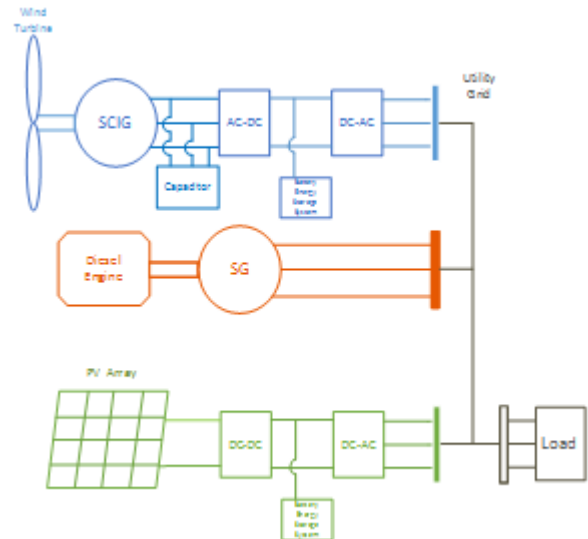 Wind
Turbine
Utility
Grid
SCIG
AC-DC
DC-AC
Capacitor
Battery
Energy
Storage
System
Diesel
Engine
SG
PV Array
DC-DC
DC-AC
Load
Battery
Energy
Storage
System